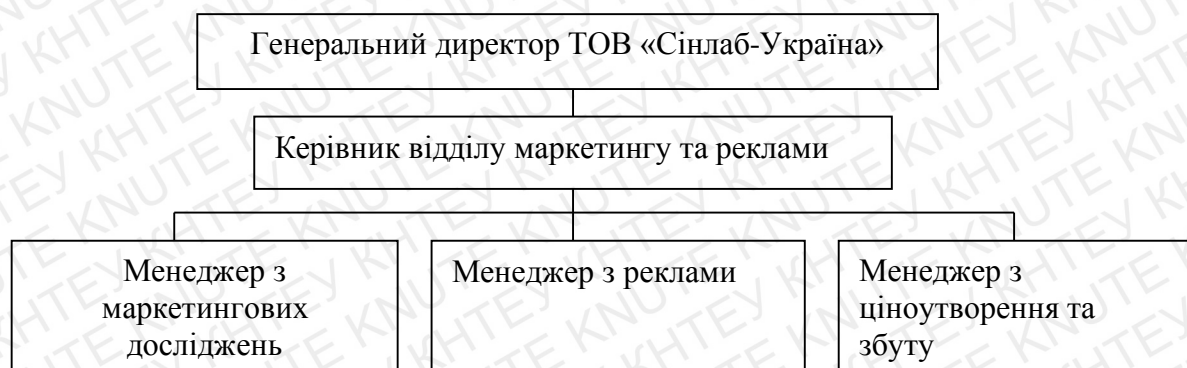 Генеральний директор ТОВ «Сінлаб-Україна»
Керівник відділу маркетингу та реклами
Менеджер з
маркетингових
досліджень
Менеджер з реклами
Менеджер з
ціноутворення та
збуту